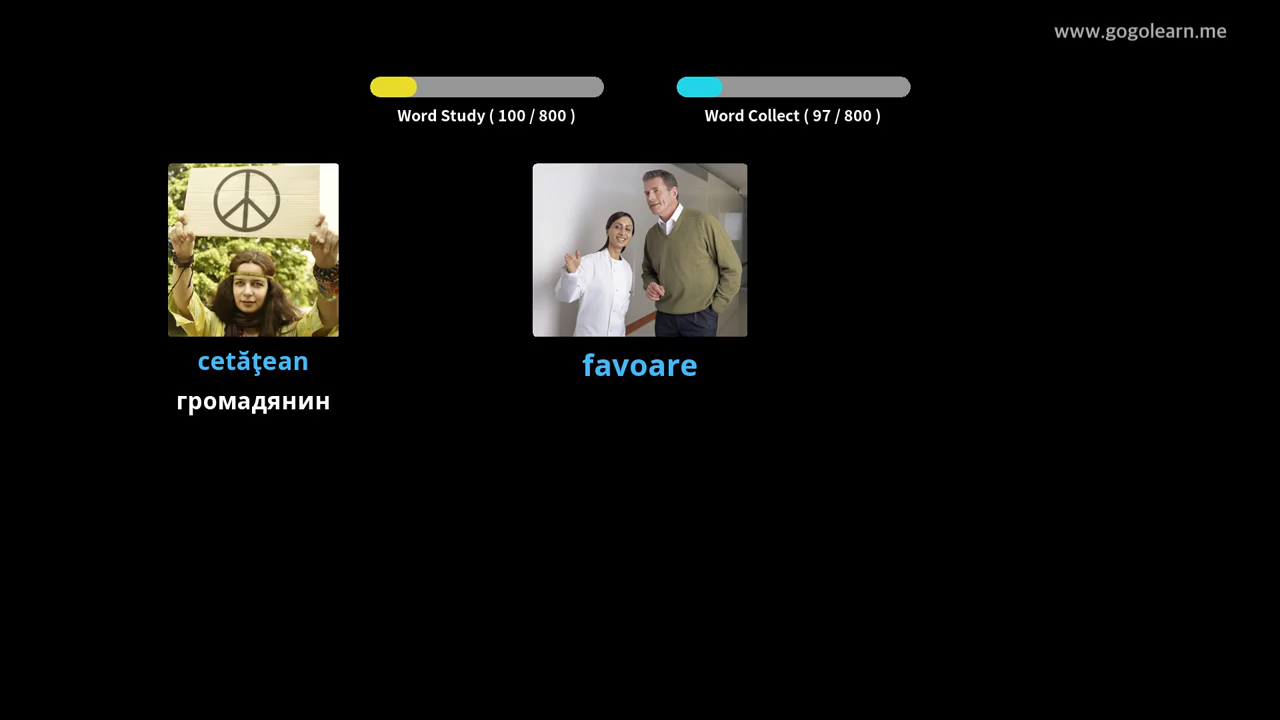 www.gogolearn.me
Word Study ( 100 / 800 )
Word Collect ( 97 / 800 )
cetăţean
favoare
громадянин